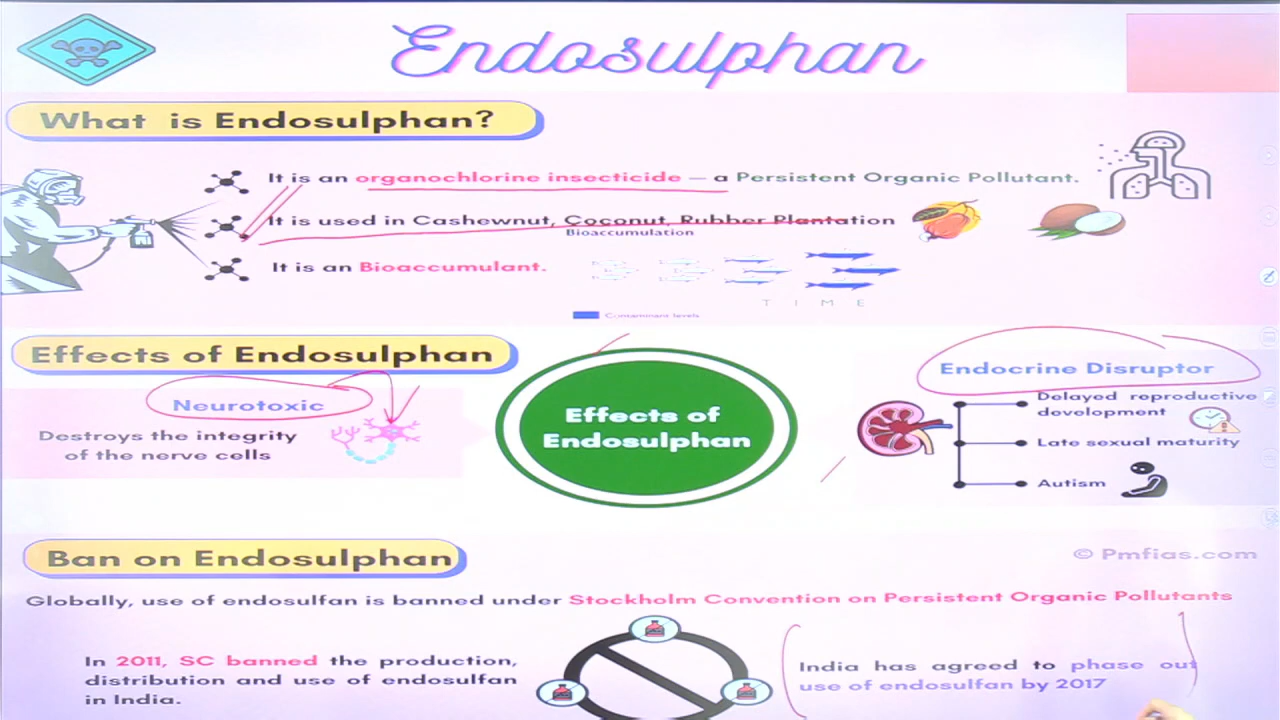 Endosulphan
What is Endosulphan?
It is an organochlorine insecticide – a Persistent Organic Pollutant.
It is used in Cashewnut, Coconut, Rubber Plantation
Bioaccumulation
It is an Bioaccumulant.
TIME
Contaminant levels
Effects of Endosulphan
Neurotoxic
Destroys the integrity
of the nerve cells
Effects of
Endosulphan
Endocrine Disruptor
Delayed reproductive
development
Late sexual maturity
Autism
Ban on Endosulphan
© Pmfias.com
Globally, use of endosulfan is banned under Stockholm Convention on Persistent Organic Pollutants
In 2011, SC banned the production,
distribution and use of endosulfan
in India.
India has agreed to phase out
use of endosulfan by 2017